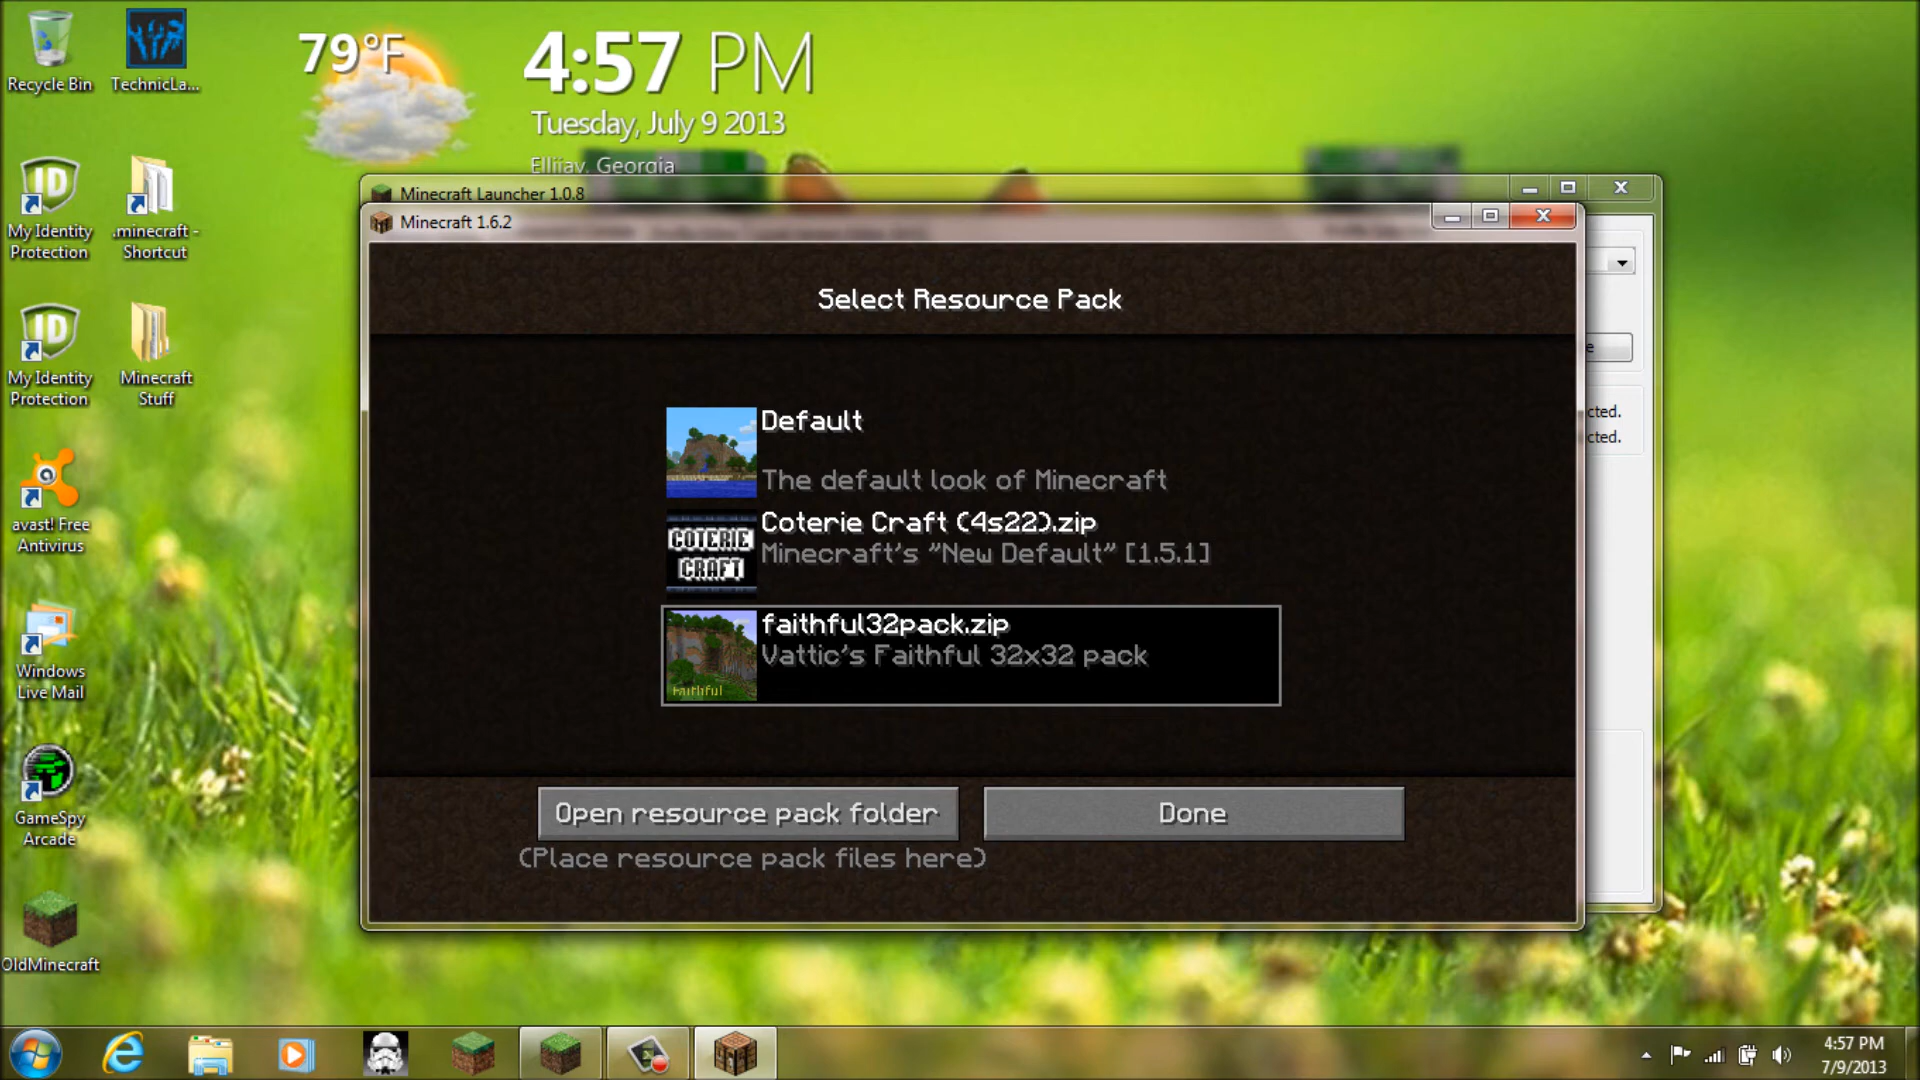 79°F
4:57 PM
Tuesday, July 9 2013
Ellijay, Georgia
Recycle Bin
TechnicLa...
My Identity
Protection
.minecraft -
Shortcut
My Identity
Protection
Minecraft
Stuff
avast! Free
Antivirus
Windows
Live Mail
GameSpy
Arcade
OldMinecraft
Minecraft Launcher 1.0.8
Minecraft 1.6.2
Select Resource Pack
Default
The default look of Minecraft
COTERIE
CRAFT
Coterie Craft (4s22).zip
Minecraft's "New Default" [1.5.1]
Faithful
faithful32pack.zip
Vattic's Faithful 32x32 pack
Open resource pack folder
Done
(Place resource pack files here)
e
cted.
cted.
4:57 PM
7/9/2013